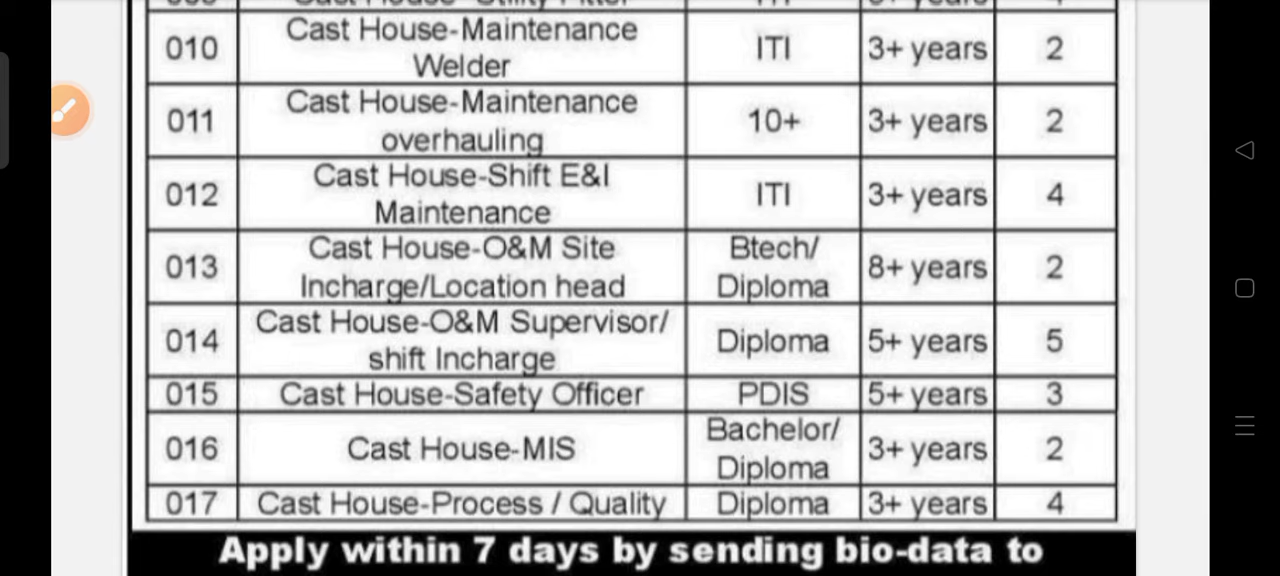 010
Cast House-Maintenance
Welder
ITI
3+ years
2
011
Cast House-Maintenance
overhauling
10+
3+ years
2
012
Cast House-Shift E&I
Maintenance
ITI
3+ years
4
013
Cast House-O&M Site
Incharge/Location head
Btech/
Diploma
8+ years
2
014
Cast House-O&M Supervisor/
shift Incharge
Diploma
5+ years
5
015
Cast House-Safety Officer
PDIS
5+ years
3
016
Cast House-MIS
Bachelor/
Diploma
3+ years
2
017
Cast House-Process / Quality
Diploma
3+ years
4
Apply within 7 days by sending bio-data to